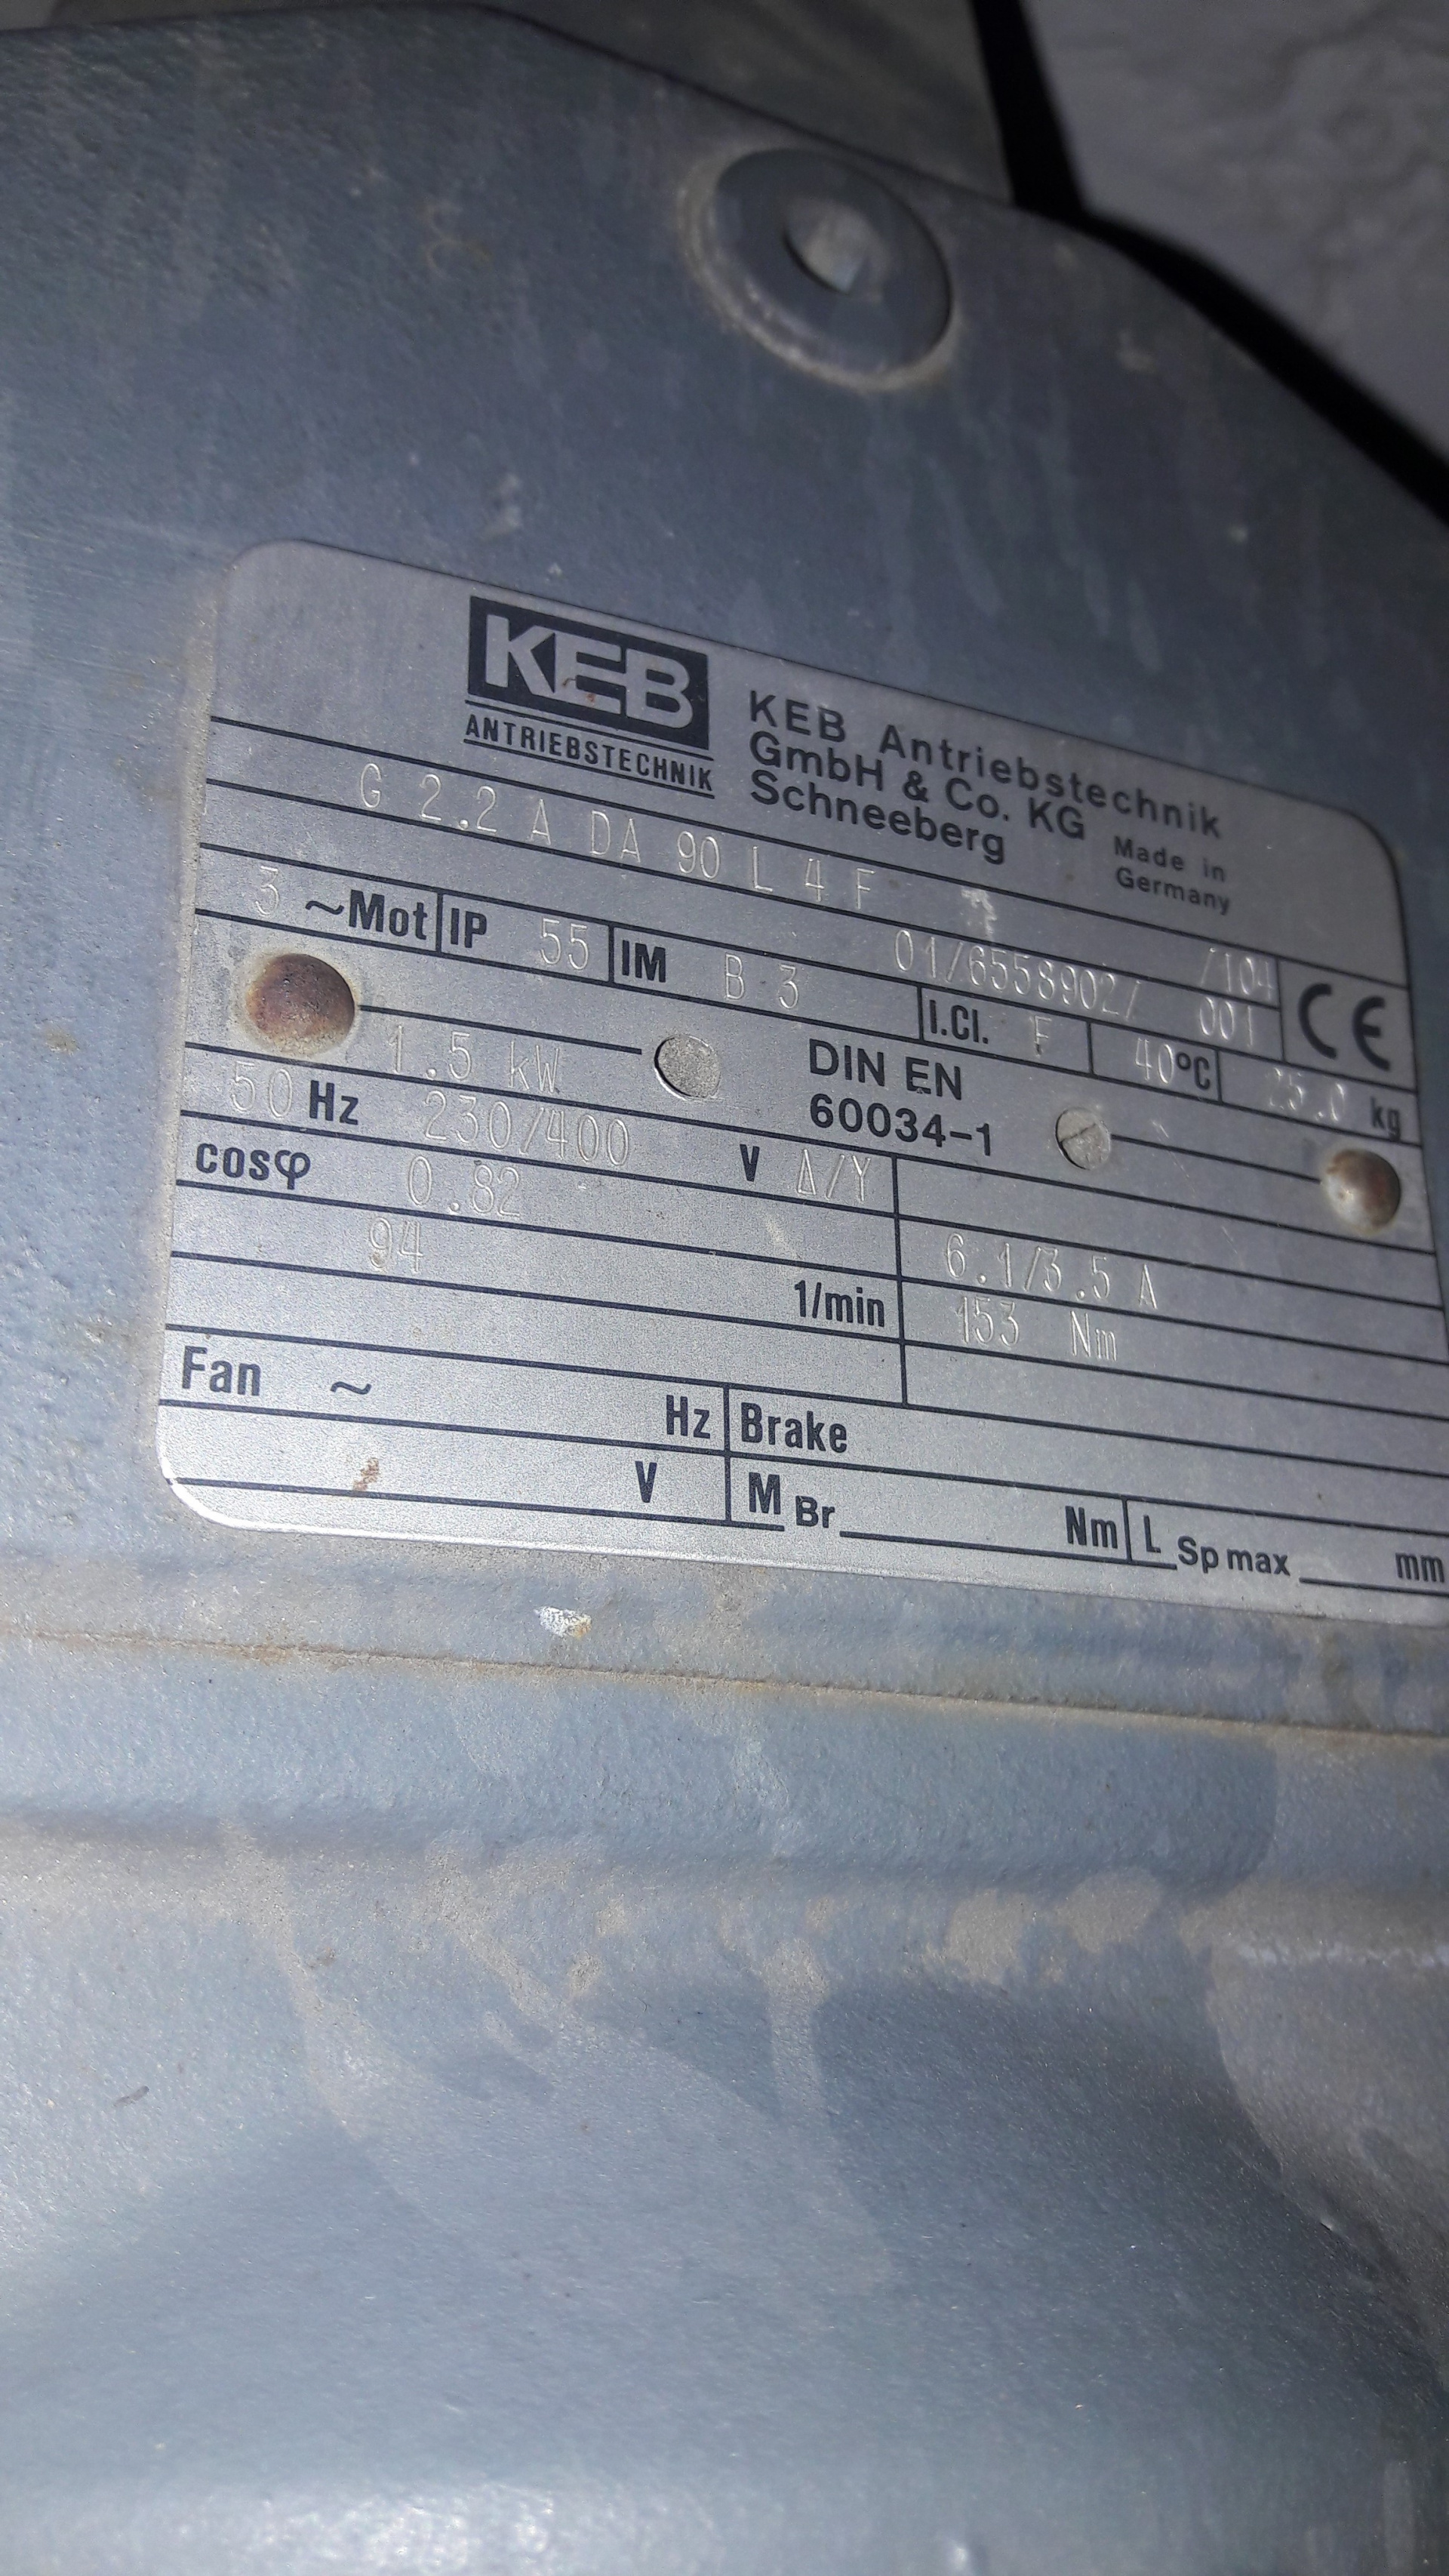 KEB
ANTRIEBSTECHNIK
KEB Antriebstechnik
GmbH & Co. KG
Schneeberg
Made in
Germany
G 2.2 A DA 90 L 4 F /104
01/6558902/ 001
CE
3 ~Mot IP 55 IM B 3 I.Cl. F 40°C 25.0 kg
1.5 kW
DIN EN
60034-1
50 Hz 230/400 V Δ/Y 6.1/3.5 A
cosφ 0.82
94 1/min 153 Nm
Fan ~ Hz Brake
V M Br Nm L Sp max mm